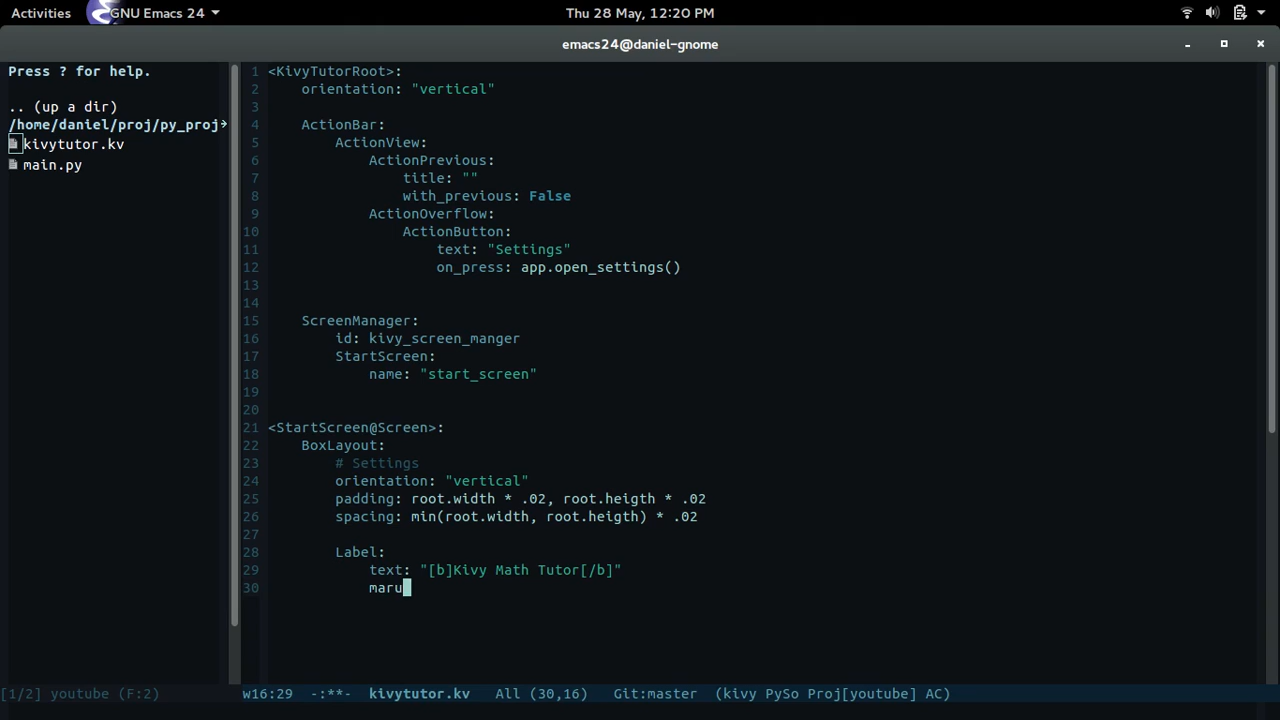 Activities GNU Emacs 24 Thu 28 May, 12:20 PM
emacs24@daniel-gnome
Press ? for help.
.. (up a dir)
/home/daniel/proj/py_proj
kivytutor.kv
main.py
1 <KivyTutorRoot>:
2 orientation: "vertical"
3
4 ActionBar:
5 ActionView:
6 ActionPrevious:
7 title: ""
8 with_previous: False
9 ActionOverflow:
10 ActionButton:
11 text: "Settings"
12 on_press: app.open_settings()
13
14
15 ScreenManager:
16 id: kivy_screen_manger
17 StartScreen:
18 name: "start_screen"
19
20
21 <StartScreen@Screen>:
22 BoxLayout:
23 # Settings
24 orientation: "vertical"
25 padding: root.width * .02, root.heigth * .02
26 spacing: min(root.width, root.heigth) * .02
27
28 Label:
29 text: "[b]Kivy Math Tutor[/b]"
30 maru
[1/2] youtube (F:2) w16:29 -:**- kivytutor.kv All (30,16) Git:master (kivy PySo Proj[youtube] AC)